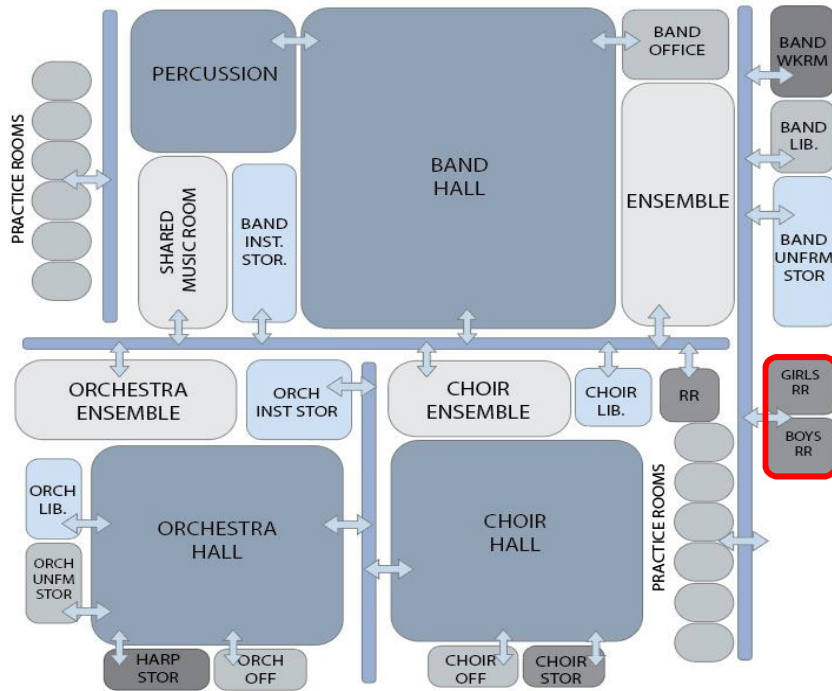 PERCUSSION
BAND
OFFICE
BAND
WKRM
PRACTICE ROOMS
BAND
HALL
BAND
LIB.
SHARED
MUSIC ROOM
BAND
INST.
STOR.
ENSEMBLE
BAND
UNFRM
STOR
ORCHESTRA
ENSEMBLE
ORCH
INST STOR
CHOIR
ENSEMBLE
CHOIR
LIB.
RR
GIRLS
RR
BOYS
RR
ORCH
LIB.
ORCHESTRA
HALL
CHOIR
HALL
PRACTICE ROOMS
ORCH
UNFM
STOR
HARP
STOR
ORCH
OFF
CHOIR
OFF
CHOIR
STOR